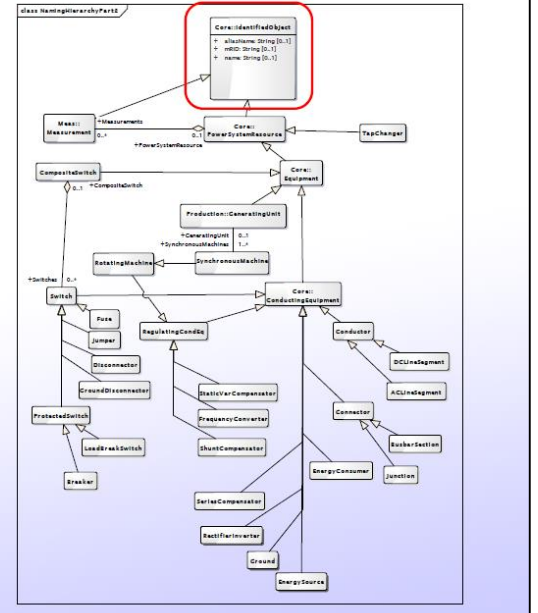 class NamingHierarchyPart2
Core::IdentifiedObject
+ aliasName: String [0..1]
+ mRID: String [0..1]
+ name: String [0..1]
Meas::
Measurement
+Measurements
0..*
0..1
+PowerSystemResource
Core::
PowerSystemResource
TapChanger
CompositeSwitch
0..1
+CompositeSwitch
Core::
Equipment
Production::GeneratingUnit
+GeneratingUnit 0..1
+SynchronousMachines 1..*
RotatingMachine
SynchronousMachine
+Switches 0..*
Switch
Core::
ConductingEquipment
Fuse
Jumper
Disconnector
GroundDisconnector
RegulatingCondEq
Conductor
DCLineSegment
ACLineSegment
StaticVarCompensator
FrequencyConverter
ShuntCompensator
ProtectedSwitch
LoadBreakSwitch
Breaker
Connector
BusbarSection
Junction
EnergyConsumer
SeriesCompensator
RectifierInverter
Ground
EnergySource